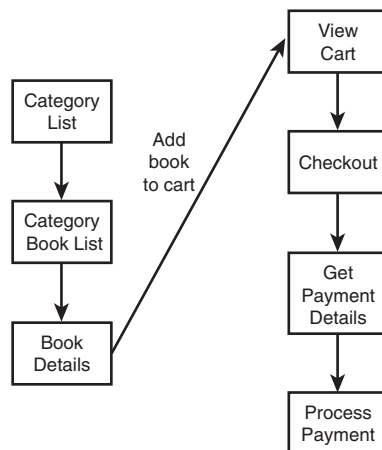 Category
List
Category
Book List
Book
Details
Add
book
to cart
View
Cart
Checkout
Get
Payment
Details
Process
Payment